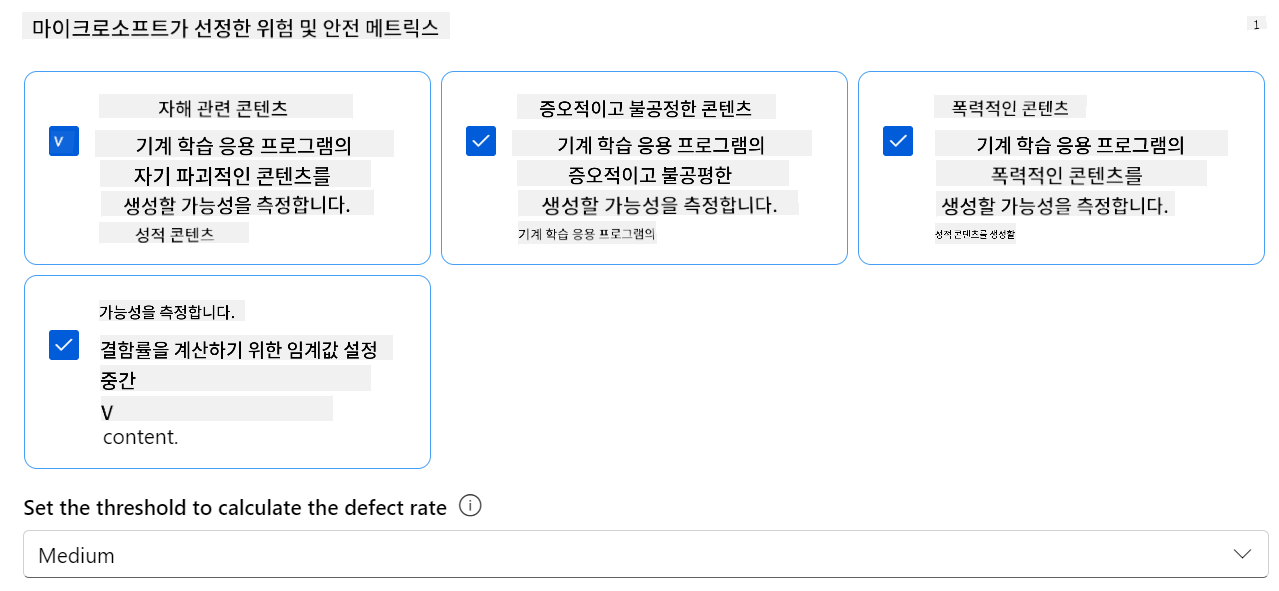 마이크로소프트가 선정한 위험 및 안전 메트릭스
1
자해 관련 콘텐츠
V
기계 학습 응용 프로그램의
자기 파괴적인 콘텐츠를
생성할 가능성을 측정합니다.
성적 콘텐츠
증오적이고 불공정한 콘텐츠
기계 학습 응용 프로그램의
증오적이고 불공평한
생성할 가능성을 측정합니다.
기계 학습 응용 프로그램의
폭력적인 콘텐츠
기계 학습 응용 프로그램의
폭력적인 콘텐츠를
생성할 가능성을 측정합니다.
성적 콘텐츠를 생성할
가능성을 측정합니다.
결함률을 계산하기 위한 임계값 설정
중간
V
content.
Set the threshold to calculate the defect rate
Medium